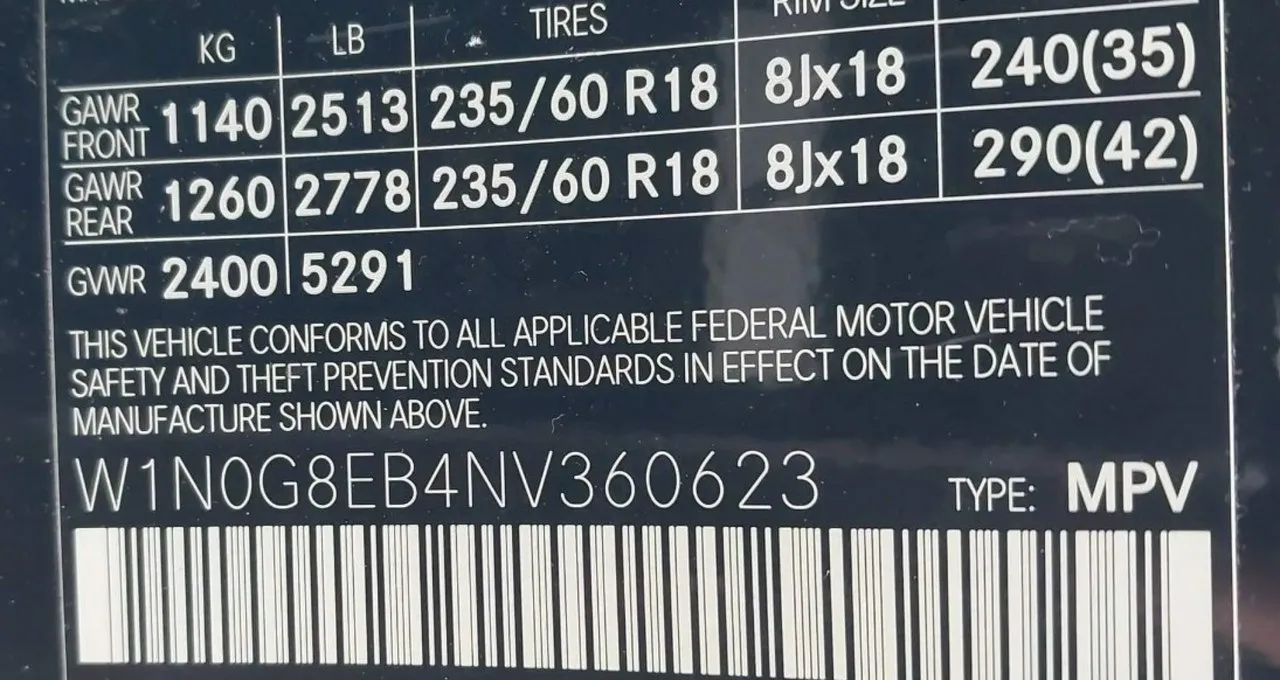 KG LB TIRES RIM SIZE
GAWR FRONT 1140 2513 235/60 R18 8Jx18 240(35)
GAWR REAR 1260 2778 235/60 R18 8Jx18 290(42)
GVWR 2400 5291
THIS VEHICLE CONFORMS TO ALL APPLICABLE FEDERAL MOTOR VEHICLE
SAFETY AND THEFT PREVENTION STANDARDS IN EFFECT ON THE DATE OF
MANUFACTURE SHOWN ABOVE.
W1N0G8EB4NV360623 TYPE: MPV